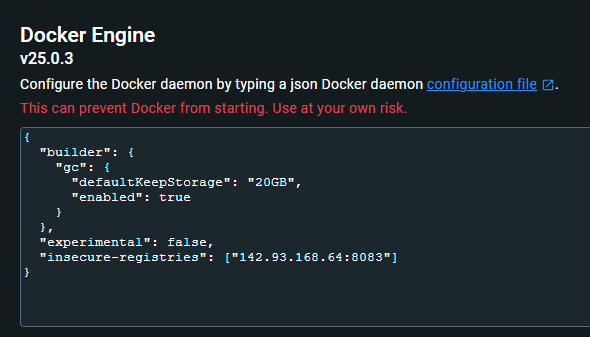 Docker Engine
v25.0.3
Configure the Docker daemon by typing a json Docker daemon configuration file.
This can prevent Docker from starting. Use at your own risk.
{
  "builder": {
    "gc": {
      "defaultKeepStorage": "20GB",
      "enabled": true
    }
  },
  "experimental": false,
  "insecure-registries": ["142.93.168.64:8083"]
}